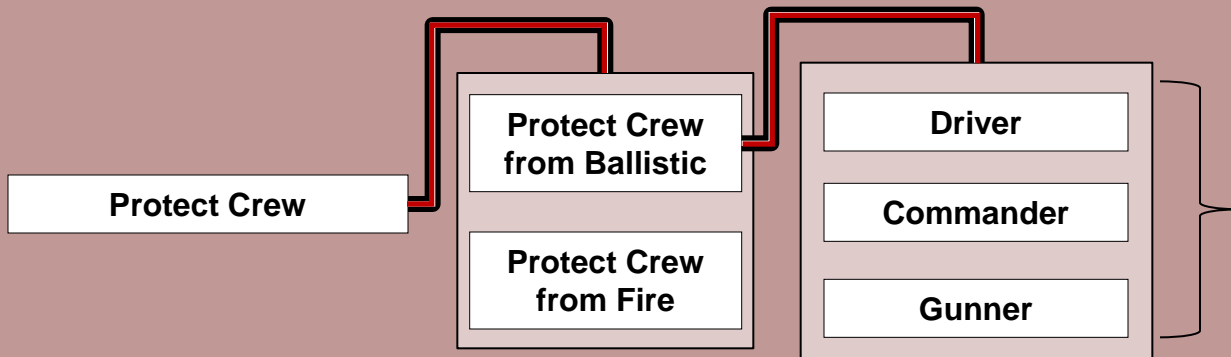 Protect Crew
Protect Crew
from Ballistic
Protect Crew
from Fire
Driver
Commander
Gunner